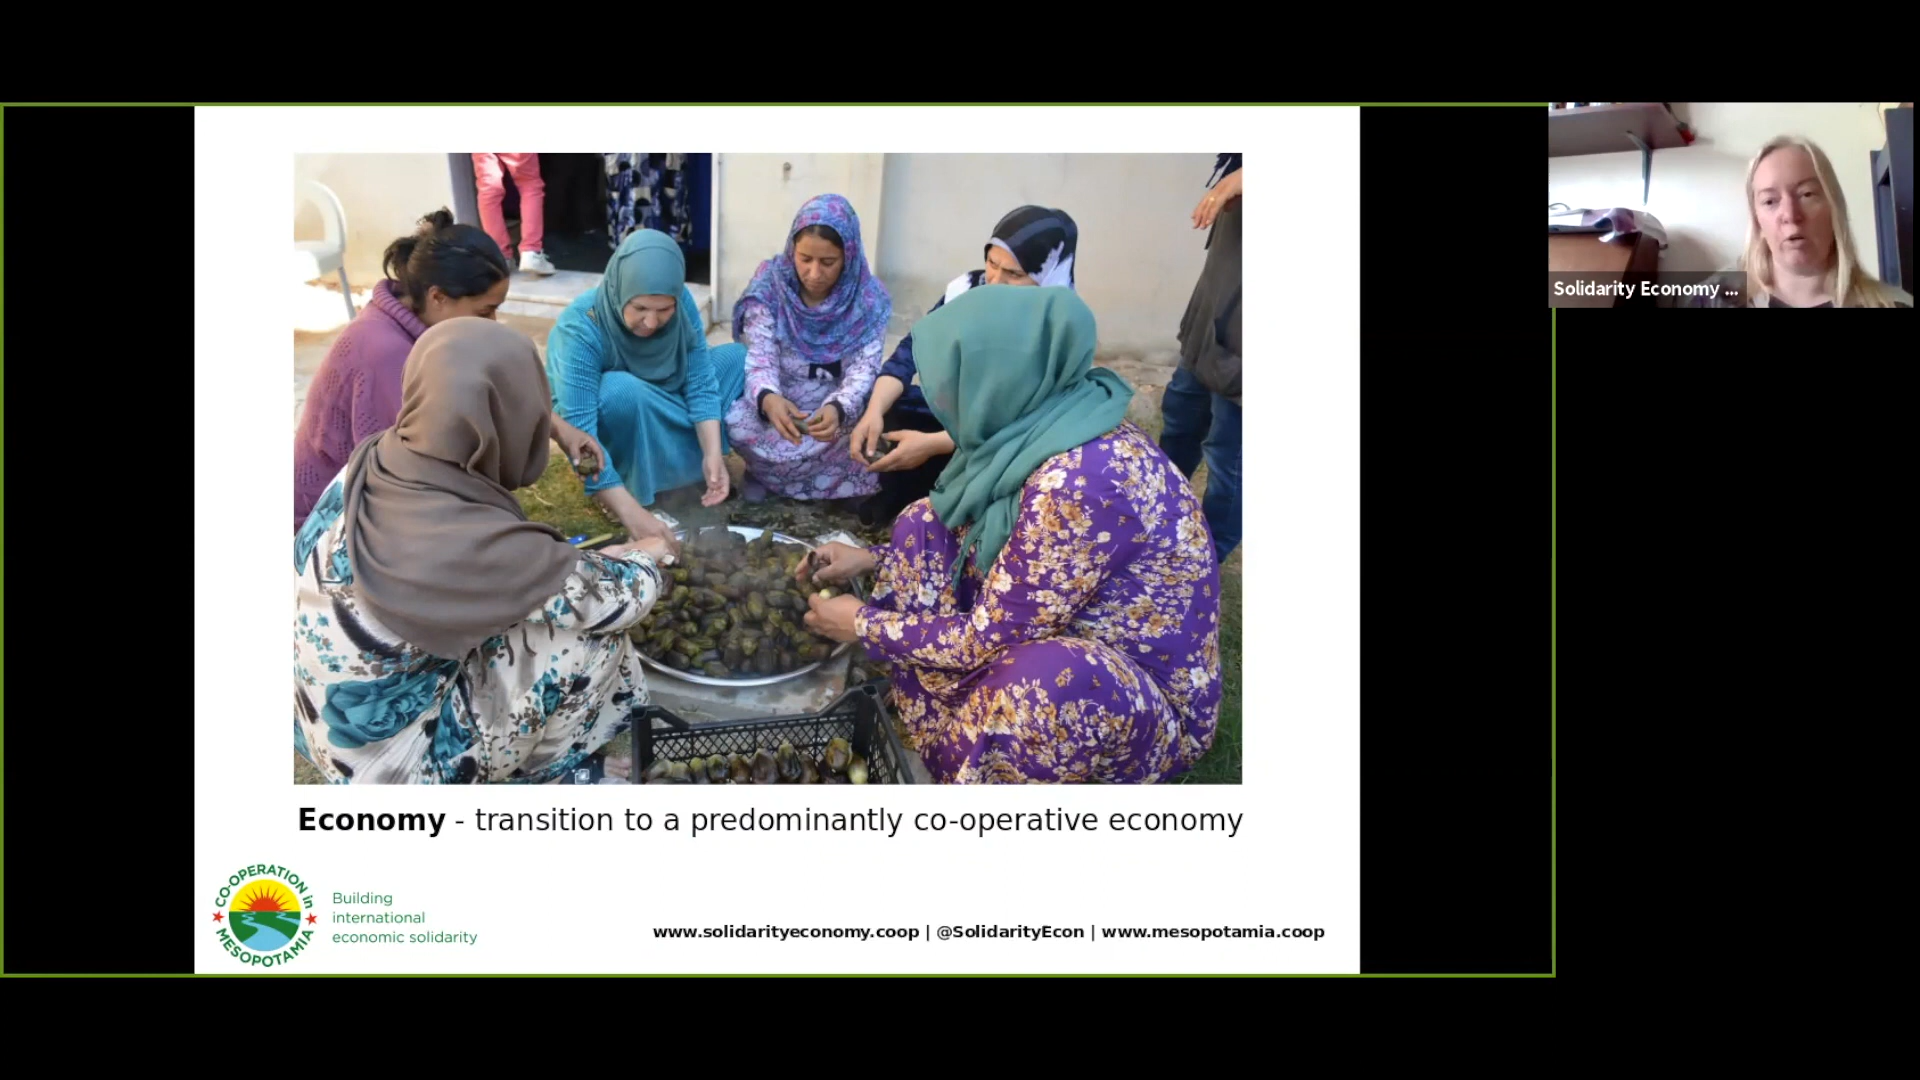 Solidarity Economy ...
Economy - transition to a predominantly co-operative economy
CO-OPERATION in
MESOPOTAMIA
Building
international
economic solidarity
www.solidarityeconomy.coop | @SolidarityEcon | www.mesopotamia.coop